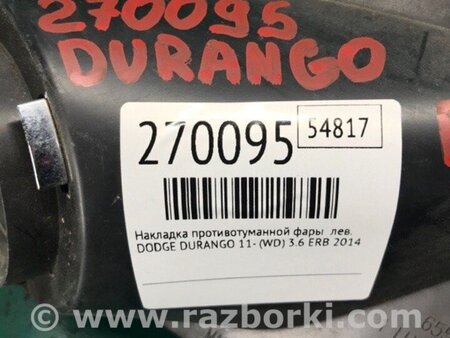 270095
DURANGO
270095
54817
Накладка противотуманной фары лев.
DODGE DURANGO 11- (WD) 3.6 ERB 2014
www.razborki.com